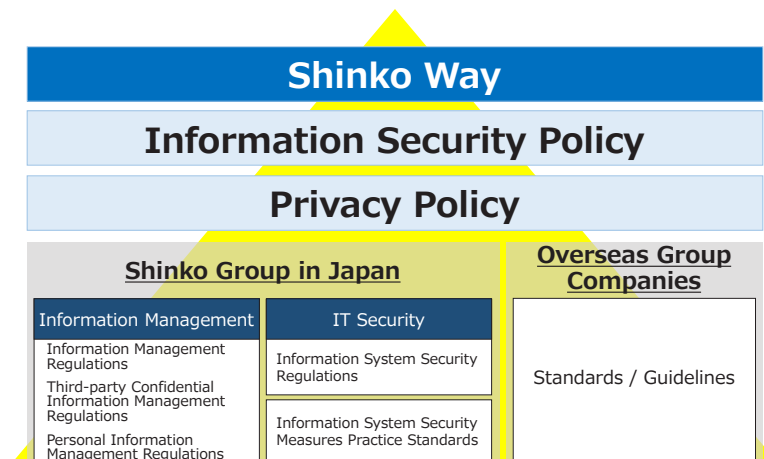 Shinko Way
Information Security Policy
Privacy Policy
Shinko Group in Japan
Information Management
Information Management
Regulations
Third-party Confidential
Information Management
Regulations
Personal Information
Management Regulations
IT Security
Information System Security
Regulations
Information System Security
Measures Practice Standards
Overseas Group
Companies
Standards / Guidelines